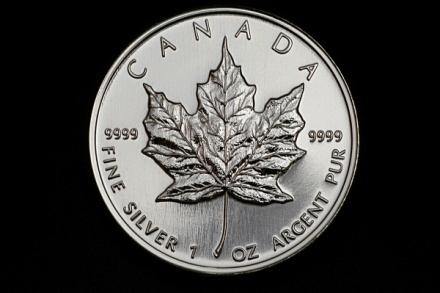 CANADA
9999 9999
FINE SILVER 1 OZ ARGENT PUR